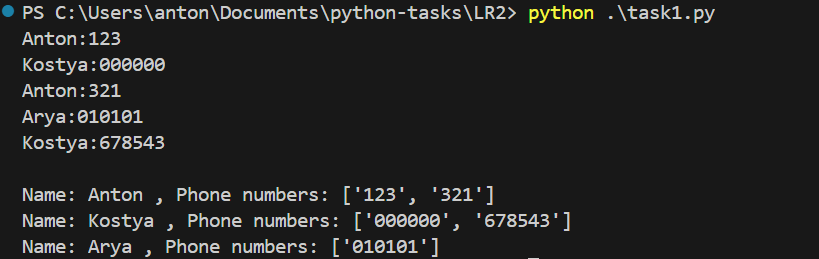 PS C:\Users\anton\Documents\python-tasks\LR2> python .\task1.py
Anton:123
Kostya:000000
Anton:321
Arya:010101
Kostya:678543

Name: Anton , Phone numbers: ['123', '321']
Name: Kostya , Phone numbers: ['000000', '678543']
Name: Arya , Phone numbers: ['010101']